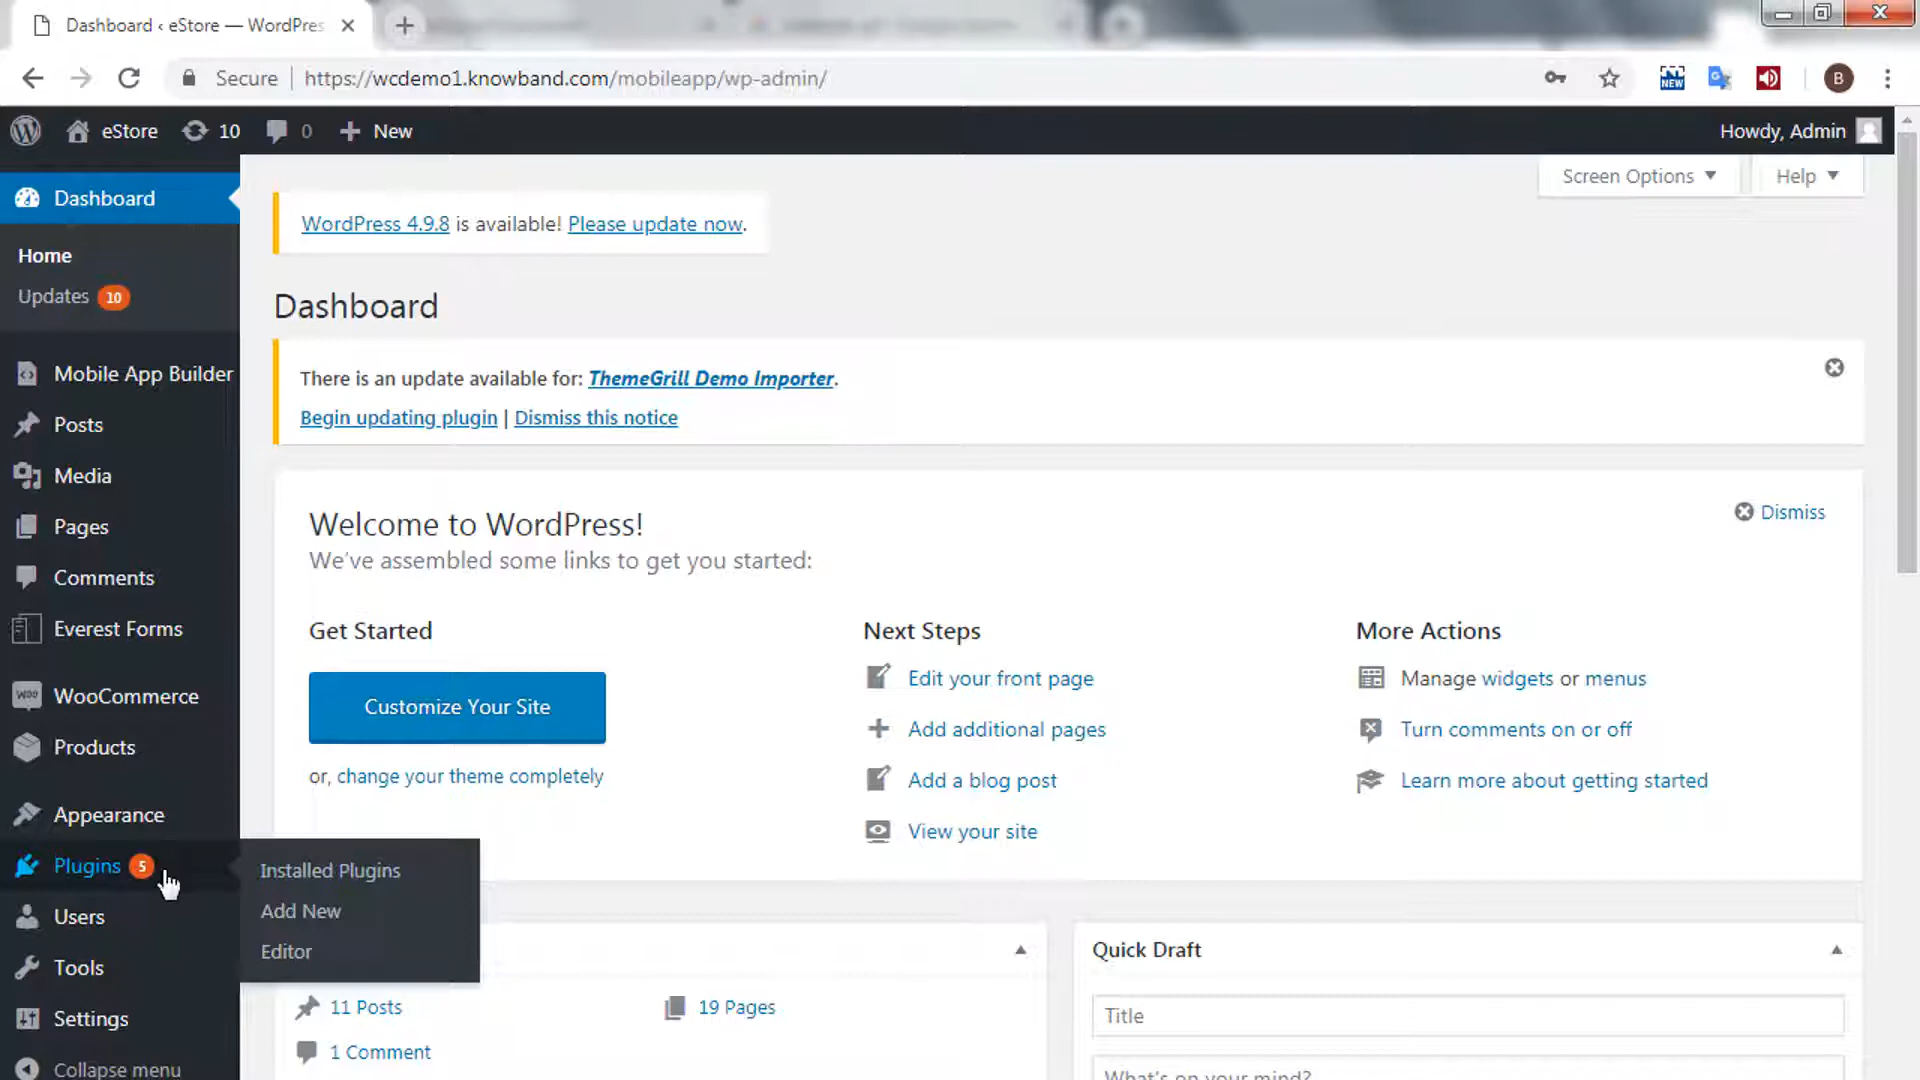 Dashboard ‹ eStore — WordPres
Secure https://wcdemo1.knowband.com/mobileapp/wp-admin/
NEW
B
eStore 10 0 + New
Howdy, Admin
Screen Options ▼ Help ▼
Dashboard
Home
Updates 10
Mobile App Builder
Posts
Media
Pages
Comments
Everest Forms
WooCommerce
Products
Appearance
Plugins 5
Users
Tools
Settings
Collapse menu
Installed Plugins
Add New
Editor
WordPress 4.9.8 is available! Please update now.
Dashboard
There is an update available for: ThemeGrill Demo Importer.
Begin updating plugin | Dismiss this notice
Welcome to WordPress!
Dismiss
We've assembled some links to get you started:
Get Started
Customize Your Site
or, change your theme completely
Next Steps
Edit your front page
Add additional pages
Add a blog post
View your site
More Actions
Manage widgets or menus
Turn comments on or off
Learn more about getting started
11 Posts
19 Pages
1 Comment
Quick Draft
Title
What's on your mind?